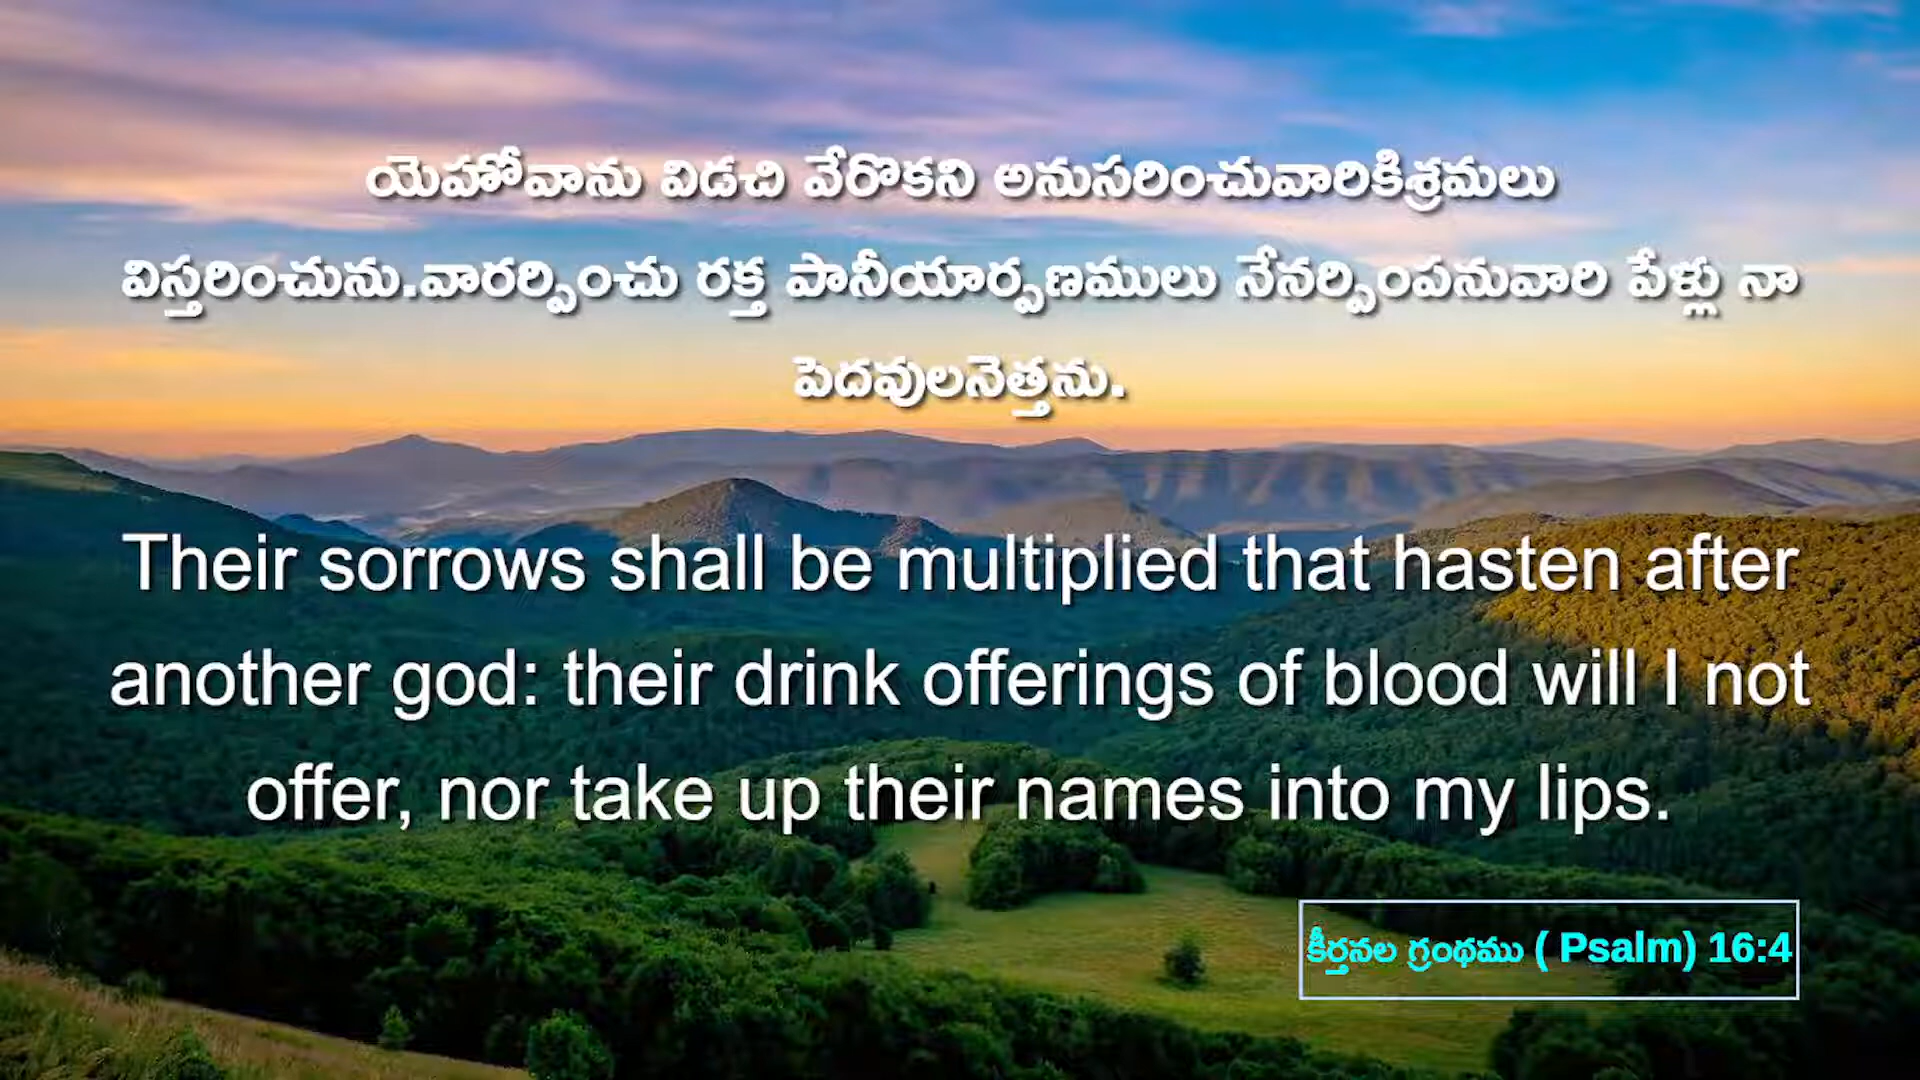 యెహోవాను విడచి వేరొకని అనుసరించువారికిశ్రమలు
విస్తరించును.వారర్పించు రక్త పానీయార్పణములు నేనర్పింపనువారి పేళ్లు నా
పెదవులనెత్తను.
Their sorrows shall be multiplied that hasten after
another god: their drink offerings of blood will I not
offer, nor take up their names into my lips.
కీర్తనల గ్రంథము ( Psalm) 16:4